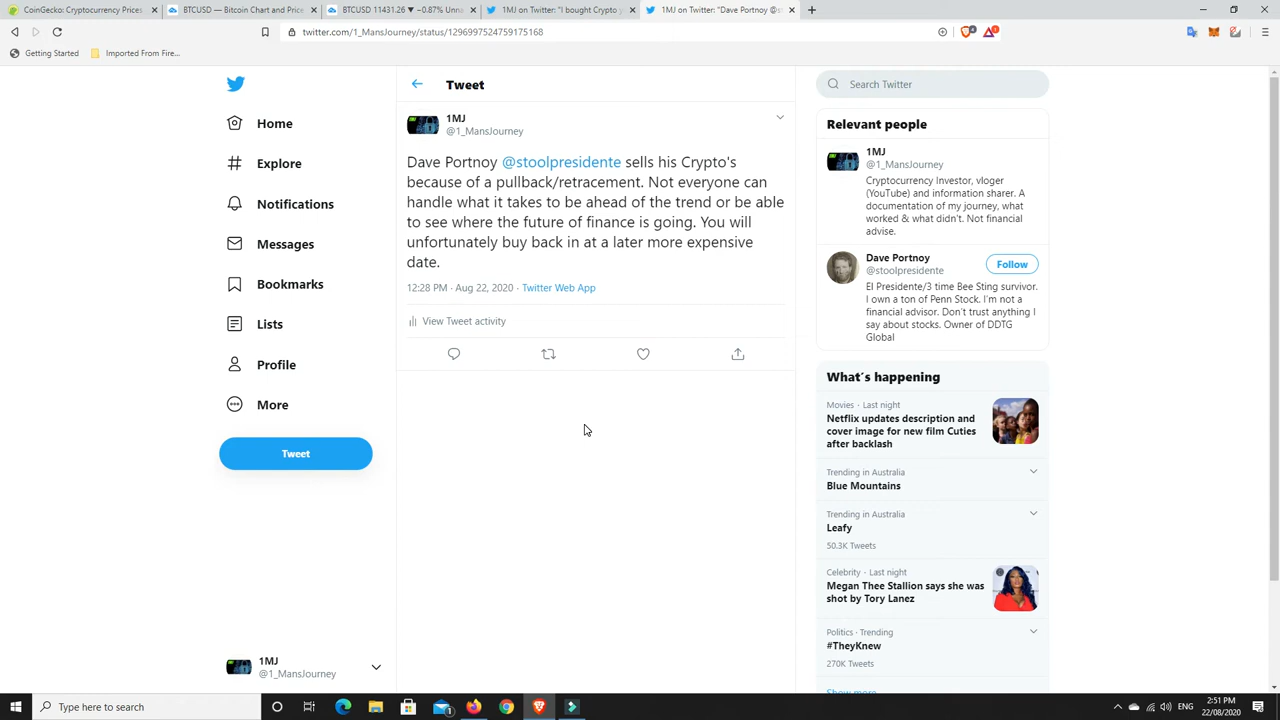 CoinGecko: Cryptocurrency Prices
BTCUSD — Bitcoin Chart and Prices
BTCUSD 11431.26 ▼ −0.87% Unna
1MJ on Twitter: "I bought Crypto y
1MJ on Twitter: "Dave Portnoy @st
twitter.com/1_MansJourney/status/1296997524759175168
Getting Started
Imported From Fire...
Home
Explore
Notifications
Messages
Bookmarks
Lists
Profile
More
Tweet
1MJ
@1_MansJourney
Tweet
1MJ
@1_MansJourney
Dave Portnoy @stoolpresidente sells his Crypto's
because of a pullback/retracement. Not everyone can
handle what it takes to be ahead of the trend or be able
to see where the future of finance is going. You will
unfortunately buy back in at a later more expensive
date.
12:28 PM · Aug 22, 2020 · Twitter Web App
View Tweet activity
Search Twitter
Relevant people
1MJ
@1_MansJourney
Cryptocurrency Investor, vloger
(YouTube) and information sharer. A
documentation of my journey, what
worked & what didn't. Not financial
advise.
Dave Portnoy
@stoolpresidente
Follow
El Presidente/3 time Bee Sting survivor.
I own a ton of Penn Stock. I'm not a
financial advisor. Don't trust anything I
say about stocks. Owner of DDTG
Global
What's happening
Movies · Last night
Netflix updates description and
cover image for new film Cuties
after backlash
Trending in Australia
Blue Mountains
Trending in Australia
Leafy
50.3K Tweets
Celebrity · Last night
Megan Thee Stallion says she was
shot by Tory Lanez
Politics · Trending
#TheyKnew
270K Tweets
Show more
Type here to search
ENG
2:51 PM
22/08/2020